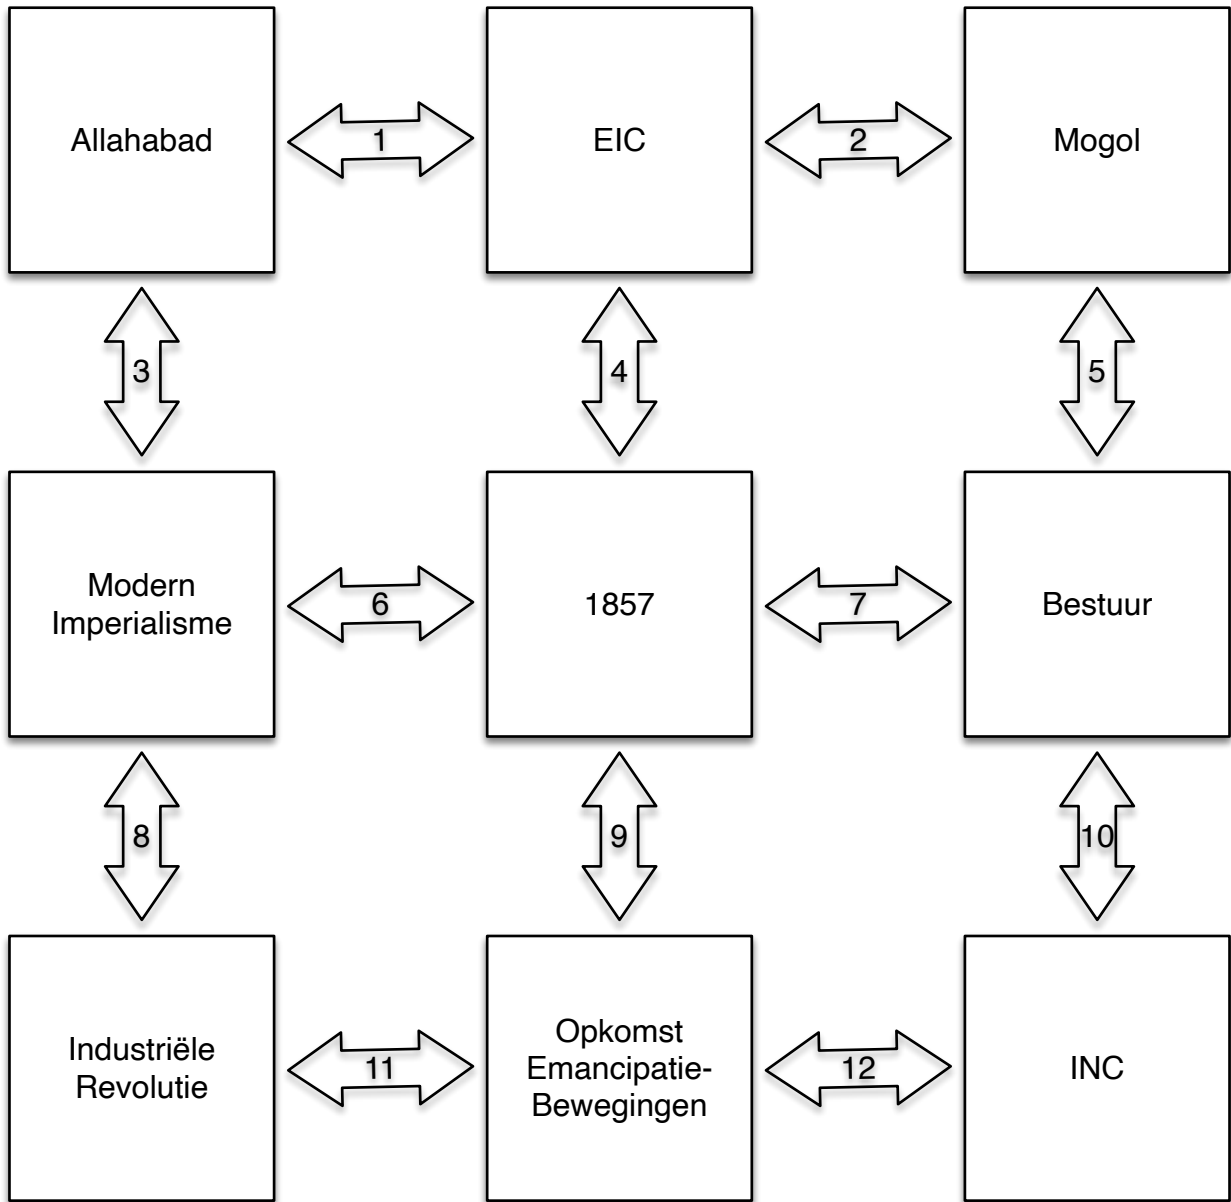 Allahabad
1
EIC
2
Mogol
3
4
5
Modern
Imperialisme
6
1857
7
Bestuur
8
9
10
Industriële
Revolutie
11
Opkomst
Emancipatie-
Bewegingen
12
INC